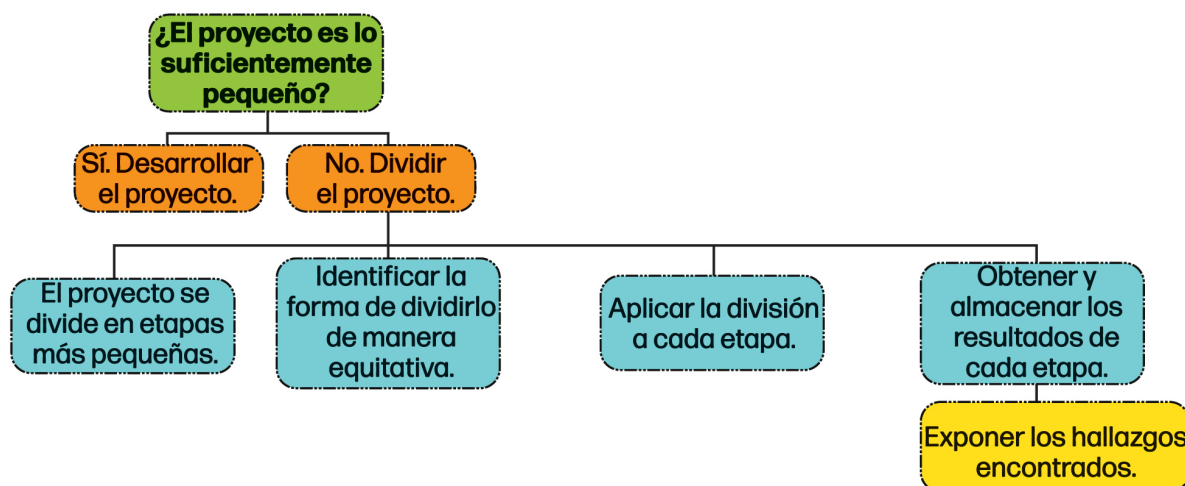 ¿El proyecto es lo
suficientemente
pequeño?
Sí. Desarrollar
el proyecto.
No. Dividir
el proyecto.
El proyecto se
divide en etapas
más pequeñas.
Identificar la
forma de dividirlo
de manera
equitativa.
Aplicar la división
a cada etapa.
Obtener y
almacenar los
resultados de
cada etapa.
Exponer los hallazgos
encontrados.